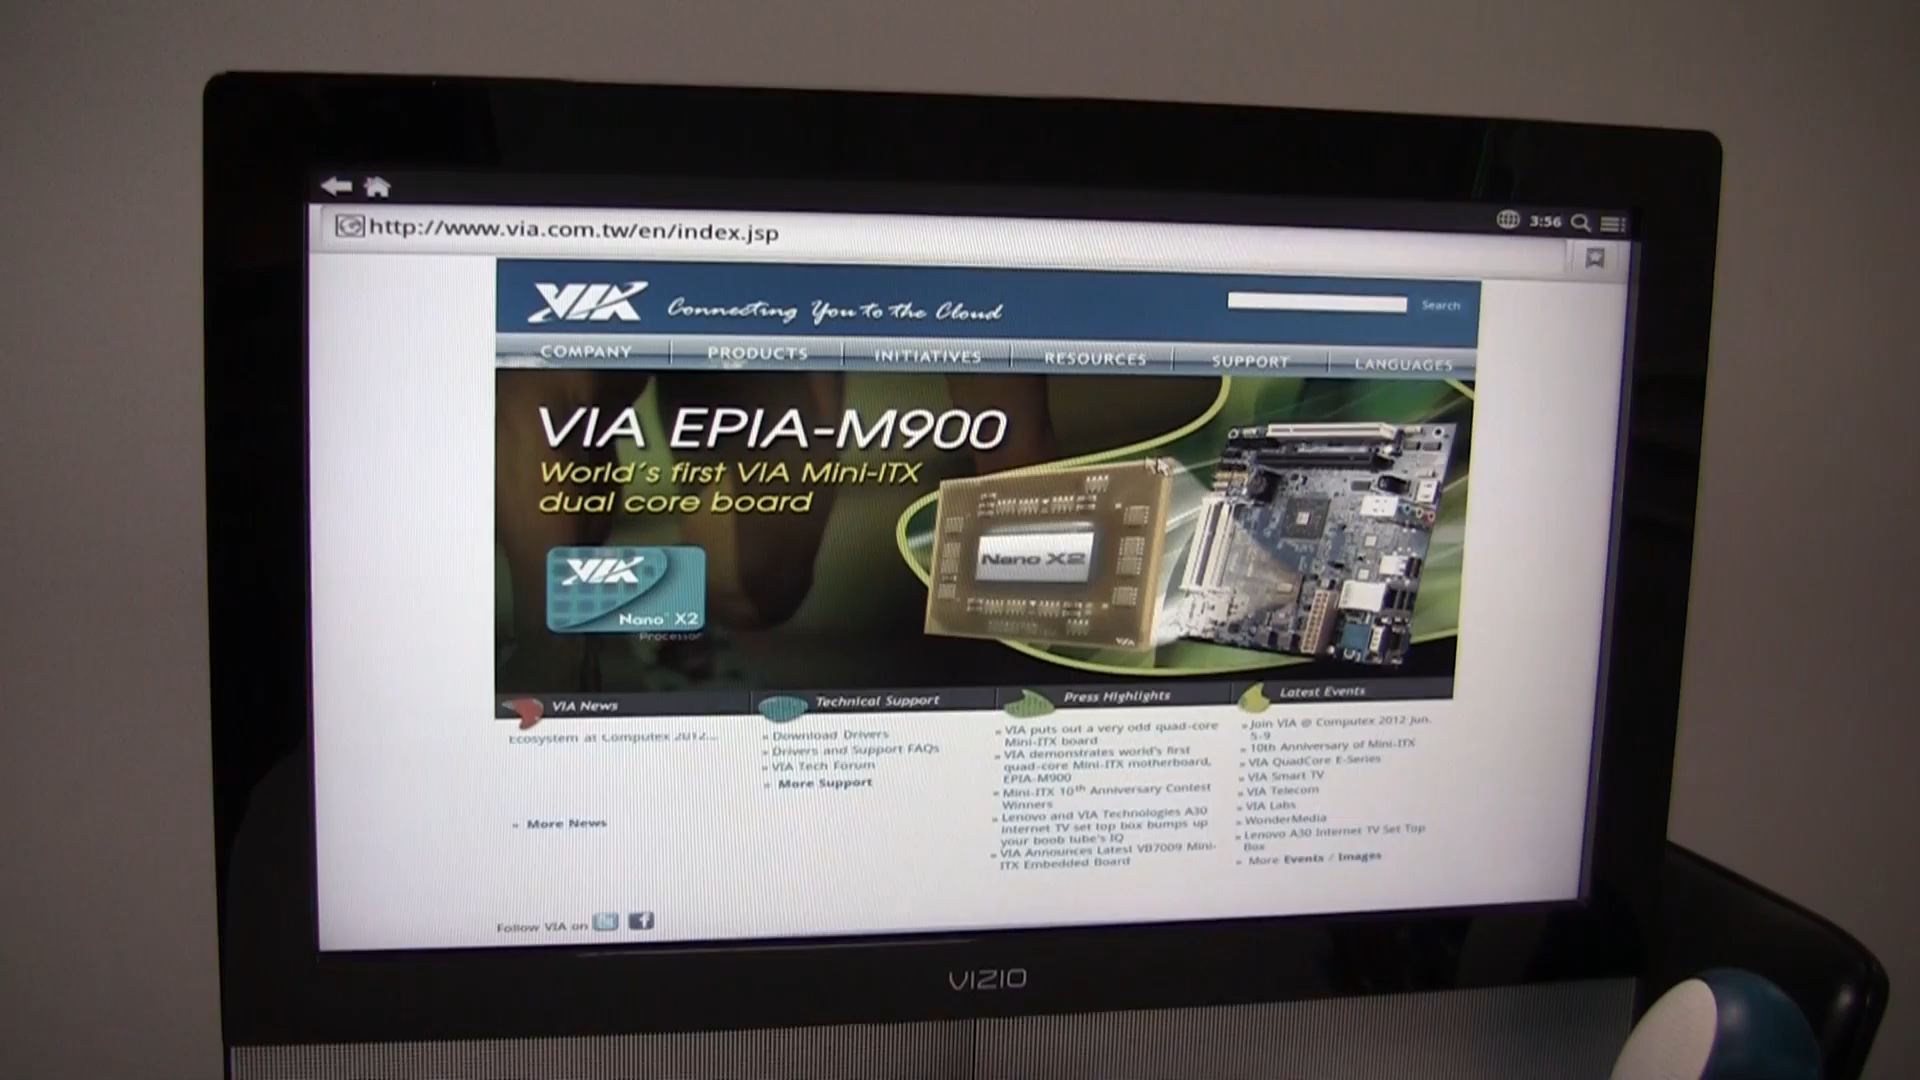 3:56
http://www.via.com.tw/en/index.jsp
VIA Connecting You to the Cloud
Search
COMPANY PRODUCTS INITIATIVES RESOURCES SUPPORT LANGUAGES
VIA EPIA-M900
World's first VIA Mini-ITX
dual core board
Nano X2
VIA
Nano™ X2
Processor
VIA
VIA News
Ecosystem at Computex 2012...
» More News
Technical Support
» Download Drivers
» Drivers and Support FAQs
» VIA Tech Forum
» More Support
Press Highlights
» VIA puts out a very odd quad-core
Mini-ITX board
» VIA demonstrates world's first
quad-core Mini-ITX motherboard,
EPIA-M900
» Mini-ITX 10th Anniversary Contest
Winners
» Lenovo and VIA Technologies A30
Internet TV set top box bumps up
your boob tube's IQ
» VIA Announces Latest VB7009 Mini-
ITX Embedded Board
Latest Events
» Join VIA @ Computex 2012 Jun.
5-9
» 10th Anniversary of Mini-ITX
» VIA QuadCore E-Series
» VIA Smart TV
» VIA Telecom
» VIA Labs
» WonderMedia
» Lenovo A30 Internet TV Set Top
Box
» More Events / Images
Follow VIA on
f
VIZIO